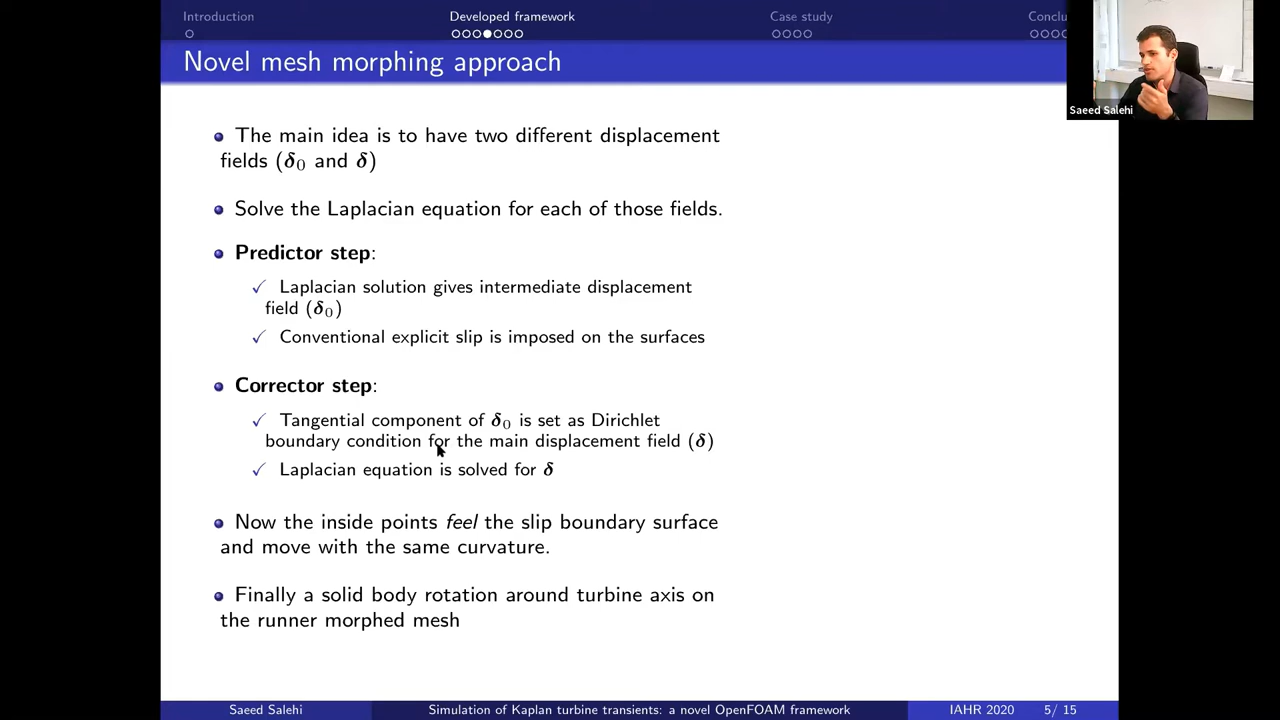 Introduction
Developed framework
Case study
Conclu
Saeed Salehi
Novel mesh morphing approach
The main idea is to have two different displacement
fields (δ₀ and δ)
Solve the Laplacian equation for each of those fields.
Predictor step:
✓ Laplacian solution gives intermediate displacement
field (δ₀)
✓ Conventional explicit slip is imposed on the surfaces
Corrector step:
✓ Tangential component of δ₀ is set as Dirichlet
boundary condition for the main displacement field (δ)
✓ Laplacian equation is solved for δ
Now the inside points feel the slip boundary surface
and move with the same curvature.
Finally a solid body rotation around turbine axis on
the runner morphed mesh
Saeed Salehi
Simulation of Kaplan turbine transients: a novel OpenFOAM framework
IAHR 2020 5/ 15